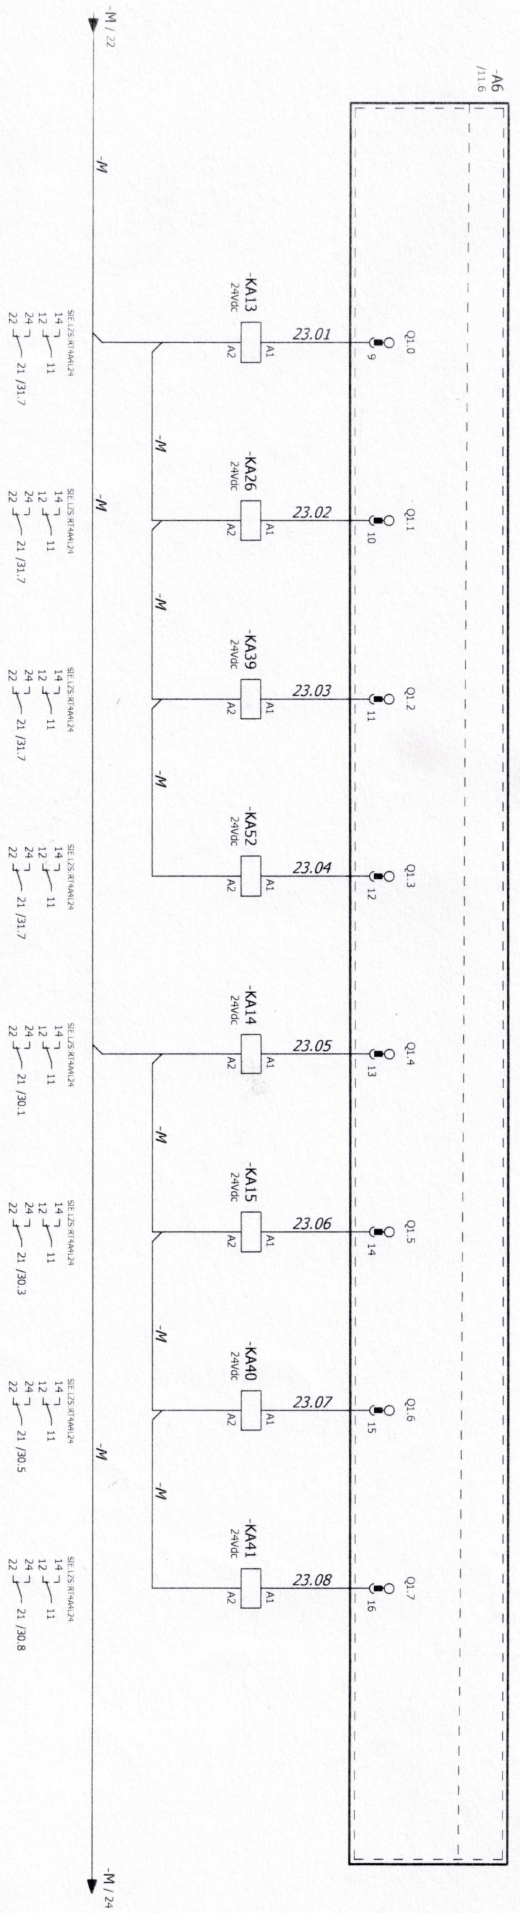 -A6
/11.6
Q1.0
Q1.1
Q1.2
Q1.3
Q1.4
Q1.5
Q1.6
Q1.7
9
10
11
12
13
14
15
16
23.01
23.02
23.03
23.04
23.05
23.06
23.07
23.08
-KA13
24Vdc
A1
A2
-KA26
24Vdc
A1
A2
-KA39
24Vdc
A1
A2
-KA52
24Vdc
A1
A2
-KA14
24Vdc
A1
A2
-KA15
24Vdc
A1
A2
-KA40
24Vdc
A1
A2
-KA41
24Vdc
A1
A2
-M
-M
-M
-M
-M
-M
-M / 22
-M
-M
-M
-M / 24
SIE.LZS:RT4A4L24
14
12 11
24
22 21 /31.7
SIE.LZS:RT4A4L24
14
12 11
24
22 21 /31.7
SIE.LZS:RT4A4L24
14
12 11
24
22 21 /31.7
SIE.LZS:RT4A4L24
14
12 11
24
22 21 /31.7
SIE.LZS:RT4A4L24
14
12 11
24
22 21 /30.1
SIE.LZS:RT4A4L24
14
12 11
24
22 21 /30.3
SIE.LZS:RT4A4L24
14
12 11
24
22 21 /30.5
SIE.LZS:RT4A4L24
14
12 11
24
22 21 /30.8